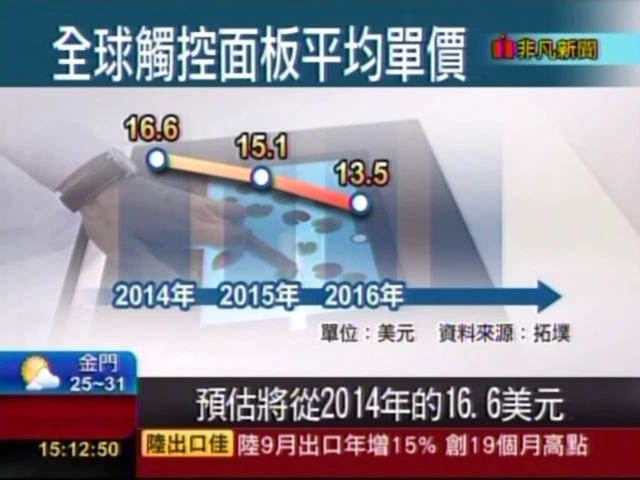 全球觸控面板平均單價
非凡新聞
16.6
15.1
13.5
2014年 2015年 2016年
單位：美元 資料來源：拓墣
金門
25~31
預估將從2014年的16.6美元
15:12:50
陸出口佳 陸9月出口年增15% 創19個月高點